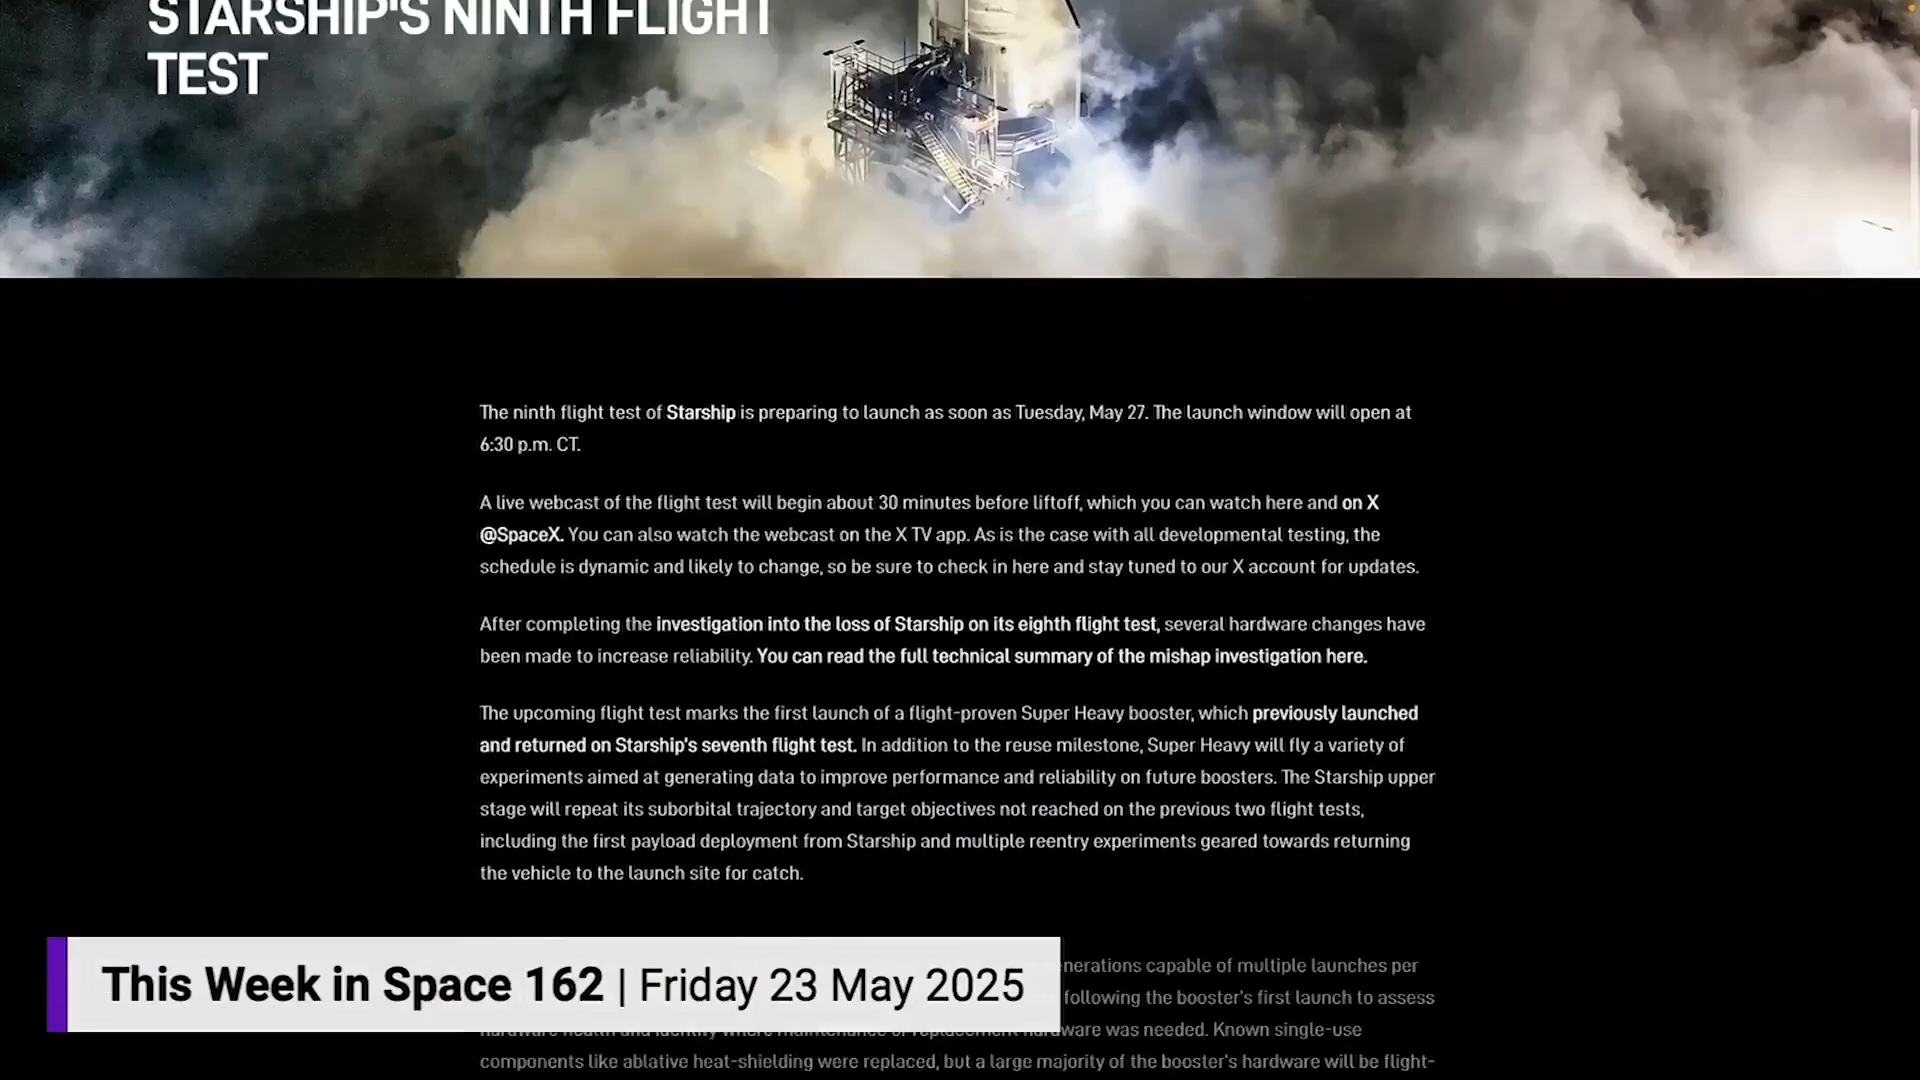 STARSHIP'S NINTH FLIGHT
TEST
The ninth flight test of Starship is preparing to launch as soon as Tuesday, May 27. The launch window will open at
6:30 p.m. CT.
A live webcast of the flight test will begin about 30 minutes before liftoff, which you can watch here and on X
@SpaceX. You can also watch the webcast on the X TV app. As is the case with all developmental testing, the
schedule is dynamic and likely to change, so be sure to check in here and stay tuned to our X account for updates.
After completing the investigation into the loss of Starship on its eighth flight test, several hardware changes have
been made to increase reliability. You can read the full technical summary of the mishap investigation here.
The upcoming flight test marks the first launch of a flight-proven Super Heavy booster, which previously launched
and returned on Starship's seventh flight test. In addition to the reuse milestone, Super Heavy will fly a variety of
experiments aimed at generating data to improve performance and reliability on future boosters. The Starship upper
stage will repeat its suborbital trajectory and target objectives not reached on the previous two flight tests,
including the first payload deployment from Starship and multiple reentry experiments geared towards returning
the vehicle to the launch site for catch.
This Week in Space 162 | Friday 23 May 2025
capable of multiple launches per
following the booster's first launch to assess
was needed. Known single-use
components like ablative heat-shielding were replaced, but a large majority of the booster's hardware will be flight-